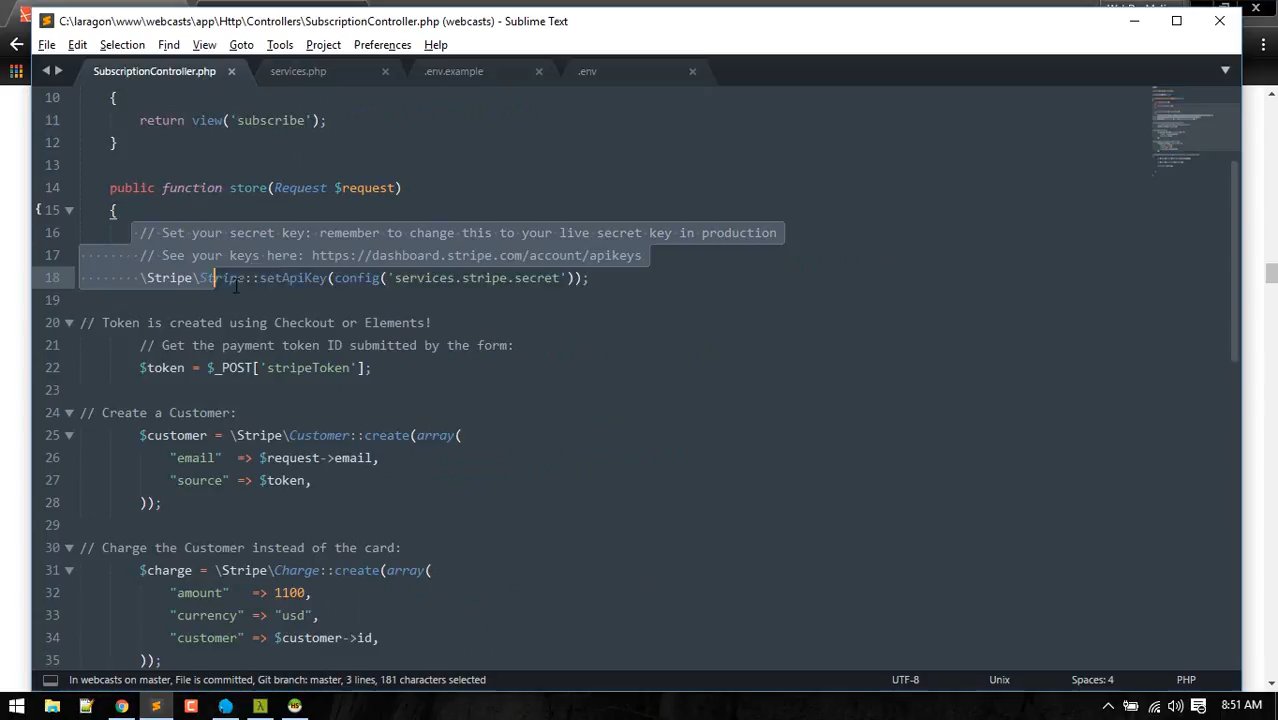 C:\laragon\www\webcasts\app\Http\Controllers\SubscriptionController.php (webcasts) - Sublime Text
File Edit Selection Find View Goto Tools Project Preferences Help
SubscriptionController.php services.php .env.example .env
10 {
11 return view('subscribe');
12 }
13
14 public function store(Request $request)
15 {
16 // Set your secret key: remember to change this to your live secret key in production
17 // See your keys here: https://dashboard.stripe.com/account/apikeys
18 \Stripe\Stripe::setApiKey(config('services.stripe.secret'));
19
20 // Token is created using Checkout or Elements!
21 // Get the payment token ID submitted by the form:
22 $token = $_POST['stripeToken'];
23
24 // Create a Customer:
25 $customer = \Stripe\Customer::create(array(
26 "email" => $request->email,
27 "source" => $token,
28 ));
29
30 // Charge the Customer instead of the card:
31 $charge = \Stripe\Charge::create(array(
32 "amount" => 1100,
33 "currency" => "usd",
34 "customer" => $customer->id,
35 ));
In webcasts on master, File is committed, Git branch: master, 3 lines, 181 characters selected UTF-8 Unix Spaces: 4 PHP
8:51 AM